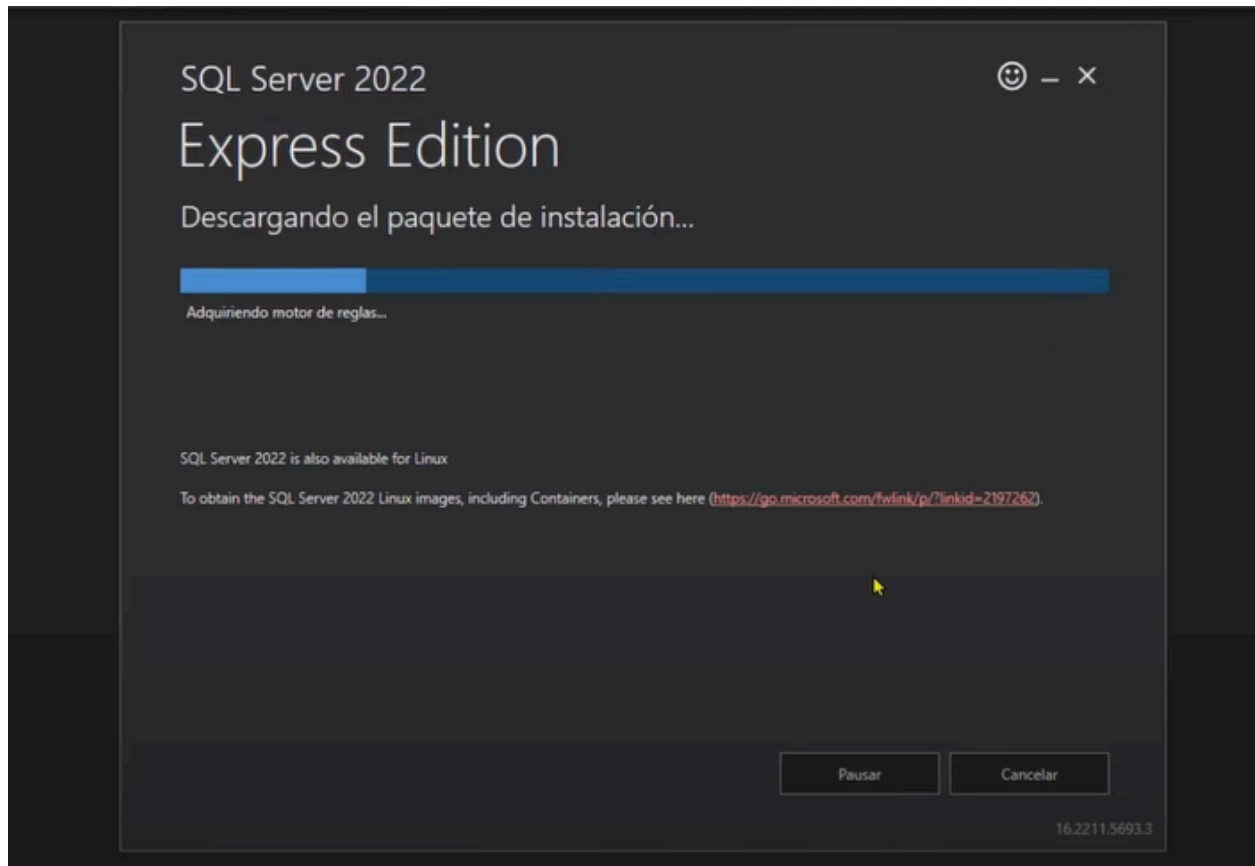 SQL Server 2022
Express Edition
Descargando el paquete de instalación...
Adquiriendo motor de reglas...
SQL Server 2022 is also available for Linux
To obtain the SQL Server 2022 Linux images, including Containers, please see here (https://go.microsoft.com/fwlink/p/?linkid=2197262).
Pausar
Cancelar
16.2211.5693.3